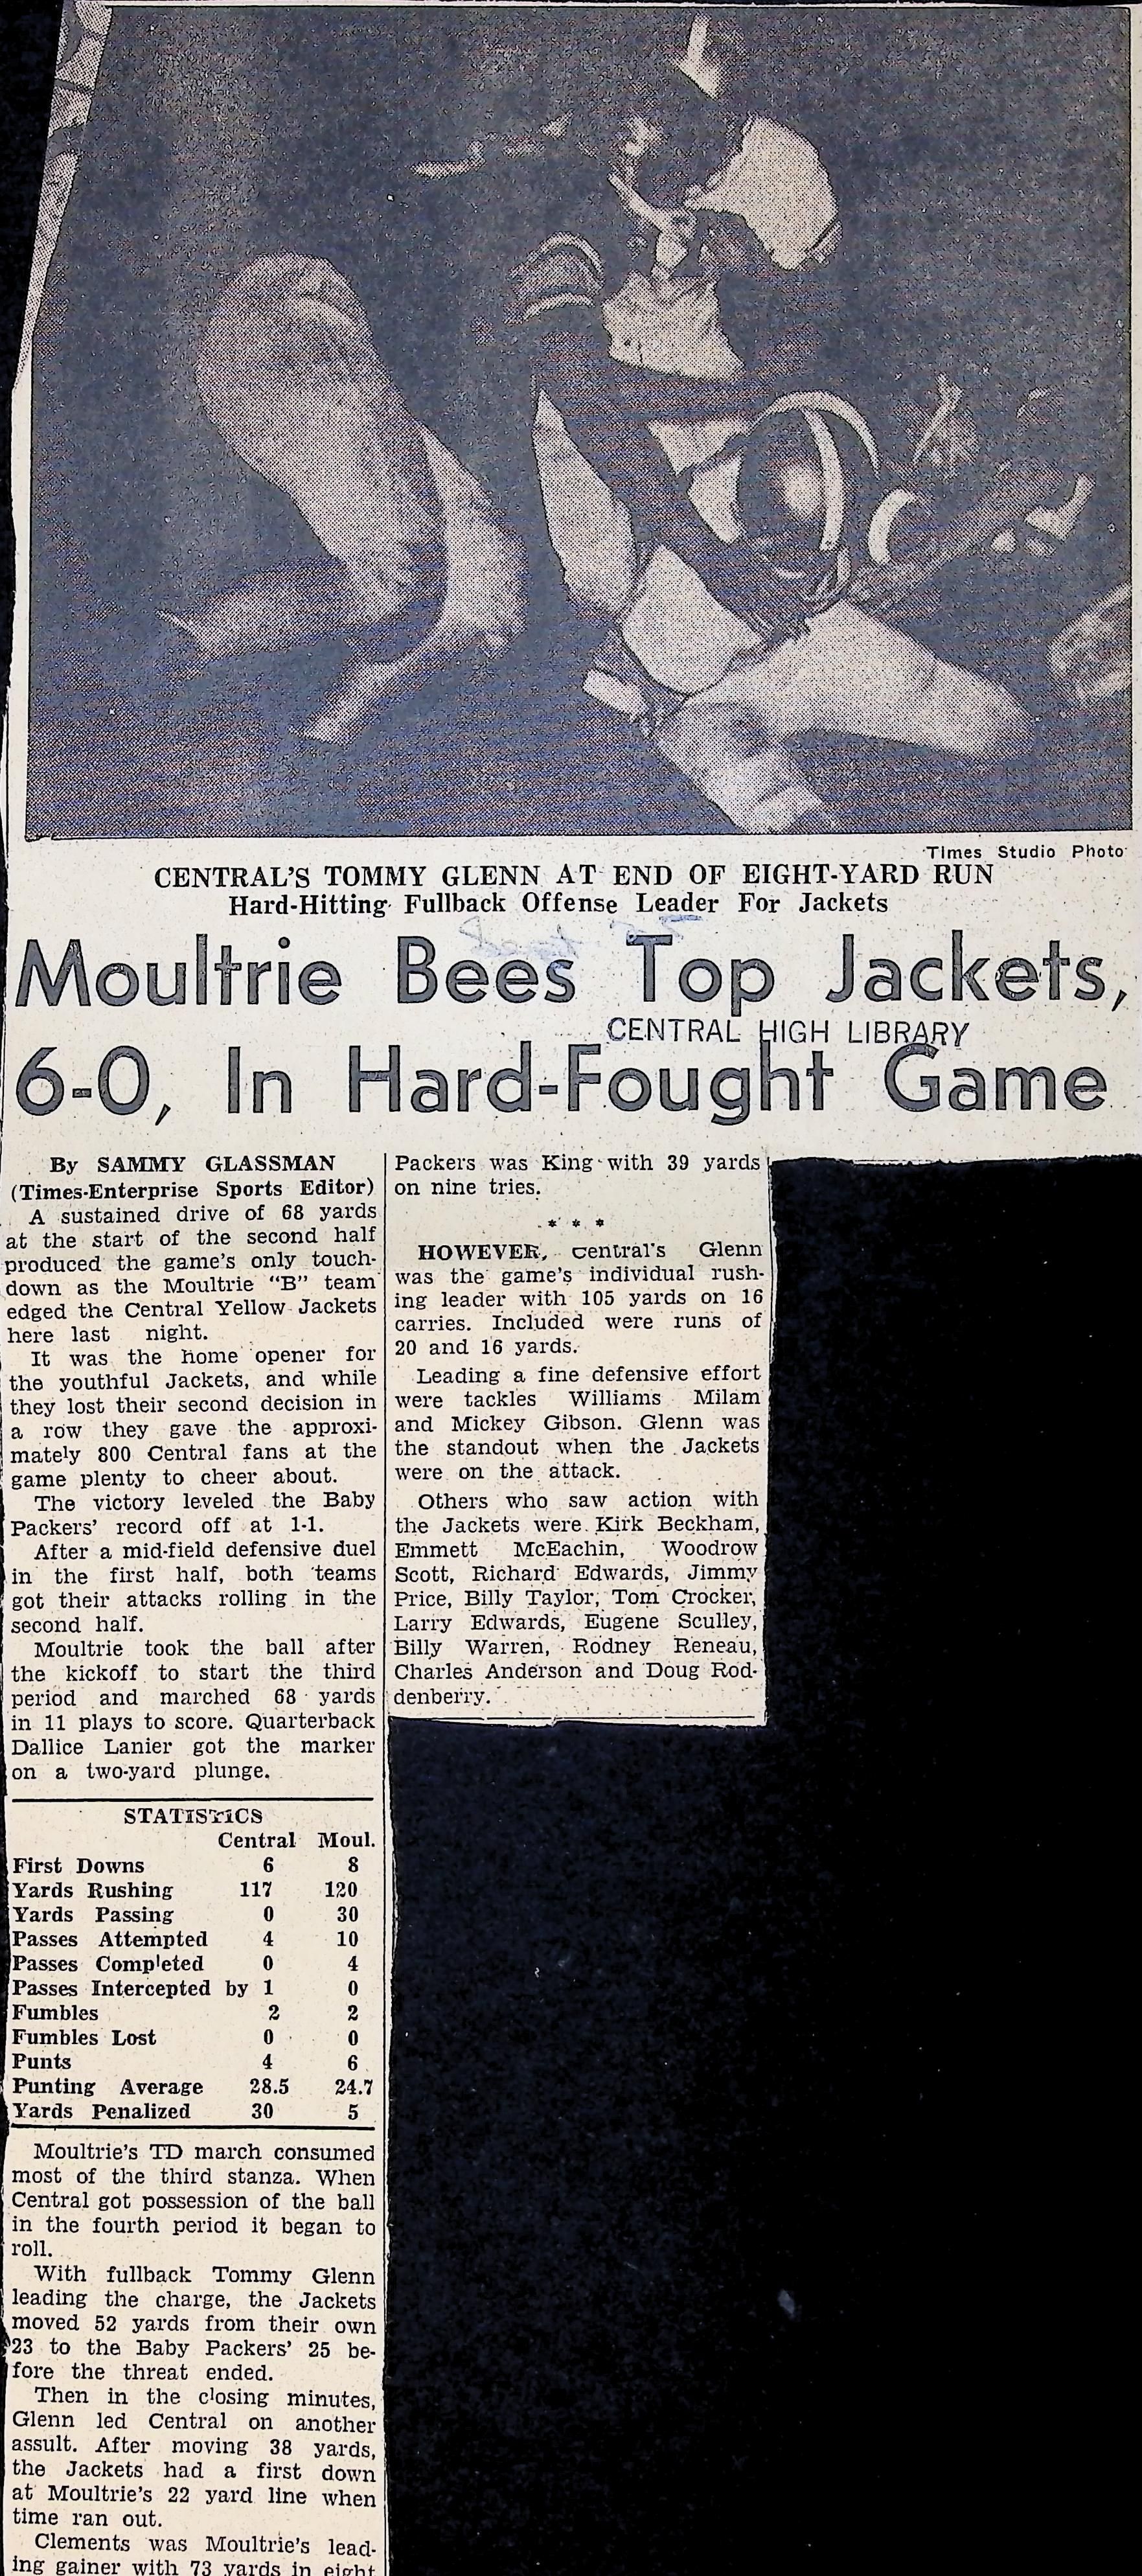 Times Studio Photo
CENTRAL'S TOMMY GLENN AT END OF EIGHT-YARD RUN
Hard-Hitting Fullback Offense Leader For Jackets
Moultrie Bees Top Jackets,
CENTRAL HIGH LIBRARY
6-0, In Hard-Fought Game
By SAMMY GLASSMAN
(Times-Enterprise Sports Editor)
A sustained drive of 68 yards
at the start of the second half
produced the game's only touch-
down as the Moultrie "B" team
edged the Central Yellow Jackets
here last night.
It was the home opener for
the youthful Jackets, and while
they lost their second decision in
a row they gave the approxi-
mately 800 Central fans at the
game plenty to cheer about.
The victory leveled the Baby
Packers' record off at 1-1.
After a mid-field defensive duel
in the first half, both teams
got their attacks rolling in the
second half.
Moultrie took the ball after
the kickoff to start the third
period and marched 68 yards
in 11 plays to score. Quarterback
Dallice Lanier got the marker
on a two-yard plunge.
STATISTICS
Central Moul.
First Downs 6 8
Yards Rushing 117 120
Yards Passing 0 30
Passes Attempted 4 10
Passes Completed 0 4
Passes Intercepted by 1 0
Fumbles 2 2
Fumbles Lost 0 0
Punts 4 6
Punting Average 28.5 24.7
Yards Penalized 30 5
Moultrie's TD march consumed
most of the third stanza. When
Central got possession of the ball
in the fourth period it began to
roll.
With fullback Tommy Glenn
leading the charge, the Jackets
moved 52 yards from their own
23 to the Baby Packers' 25 be-
fore the threat ended.
Then in the closing minutes,
Glenn led Central on another
assult. After moving 38 yards,
the Jackets had a first down
at Moultrie's 22 yard line when
time ran out.
Clements was Moultrie's lead-
ing gainer with 73 yards in eight
Packers was King with 39 yards
on nine tries.
* * *
HOWEVER, central's Glenn
was the game's individual rush-
ing leader with 105 yards on 16
carries. Included were runs of
20 and 16 yards.
Leading a fine defensive effort
were tackles Williams Milam
and Mickey Gibson. Glenn was
the standout when the Jackets
were on the attack.
Others who saw action with
the Jackets were Kirk Beckham,
Emmett McEachin, Woodrow
Scott, Richard Edwards, Jimmy
Price, Billy Taylor, Tom Crocker,
Larry Edwards, Eugene Sculley,
Billy Warren, Rodney Reneau,
Charles Anderson and Doug Rod-
denberry.